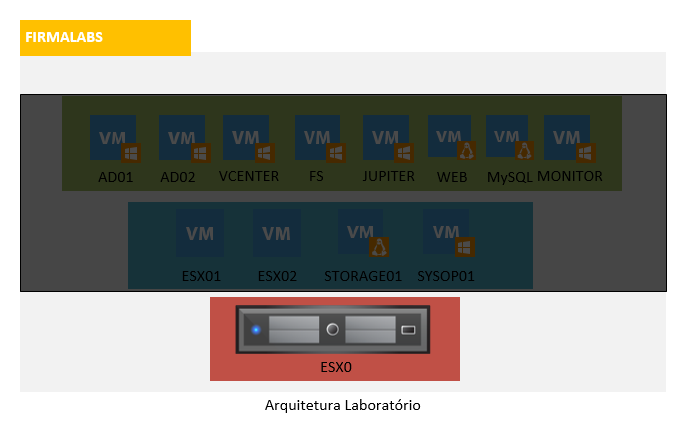 FIRMALABS
VM VM VM VM VM VM VM VM
AD01 AD02 VCENTER FS JUPITER WEB MySQL MONITOR
VM VM VM VM
ESX01 ESX02 STORAGE01 SYSOP01
ESX0
Arquitetura Laboratório